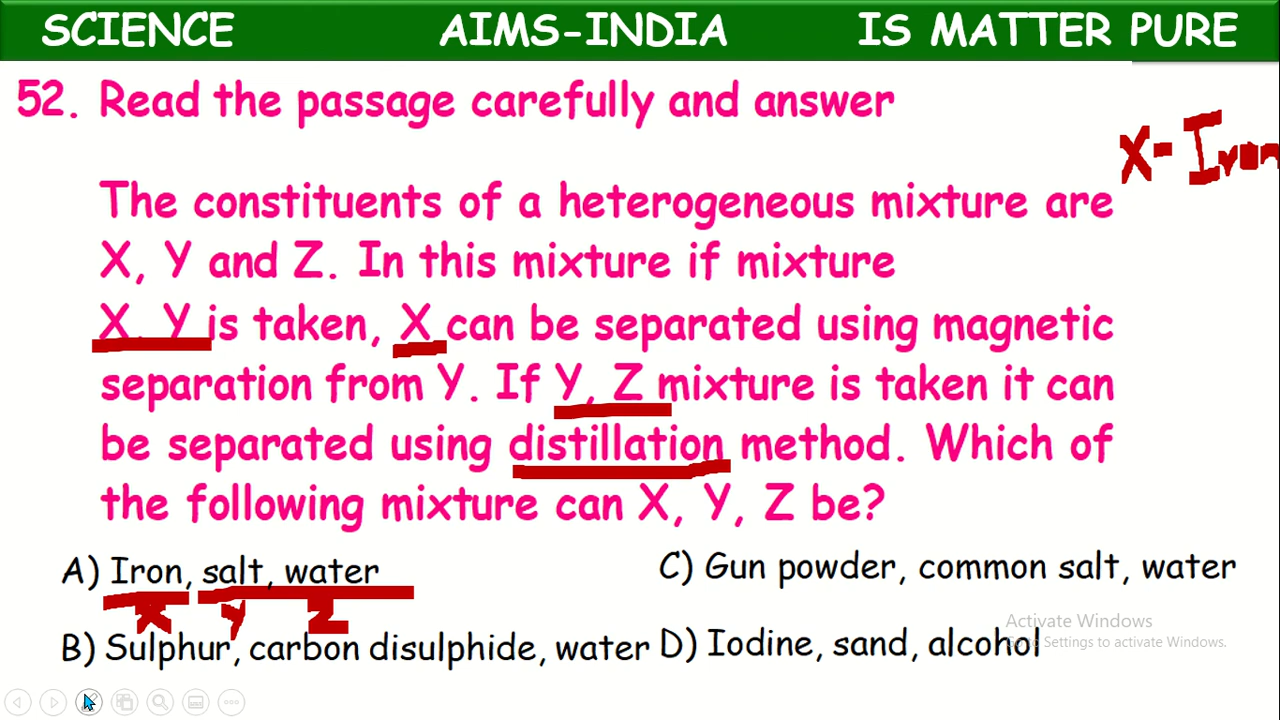 SCIENCE AIMS-INDIA IS MATTER PURE
52. Read the passage carefully and answer
X- Iron
The constituents of a heterogeneous mixture are
X, Y and Z. In this mixture if mixture
X, Y is taken, X can be separated using magnetic
separation from Y. If Y, Z mixture is taken it can
be separated using distillation method. Which of
the following mixture can X, Y, Z be?
A) Iron, salt, water
X Y Z
C) Gun powder, common salt, water
B) Sulphur, carbon disulphide, water
D) Iodine, sand, alcohol
Activate Windows
Go to Settings to activate Windows.